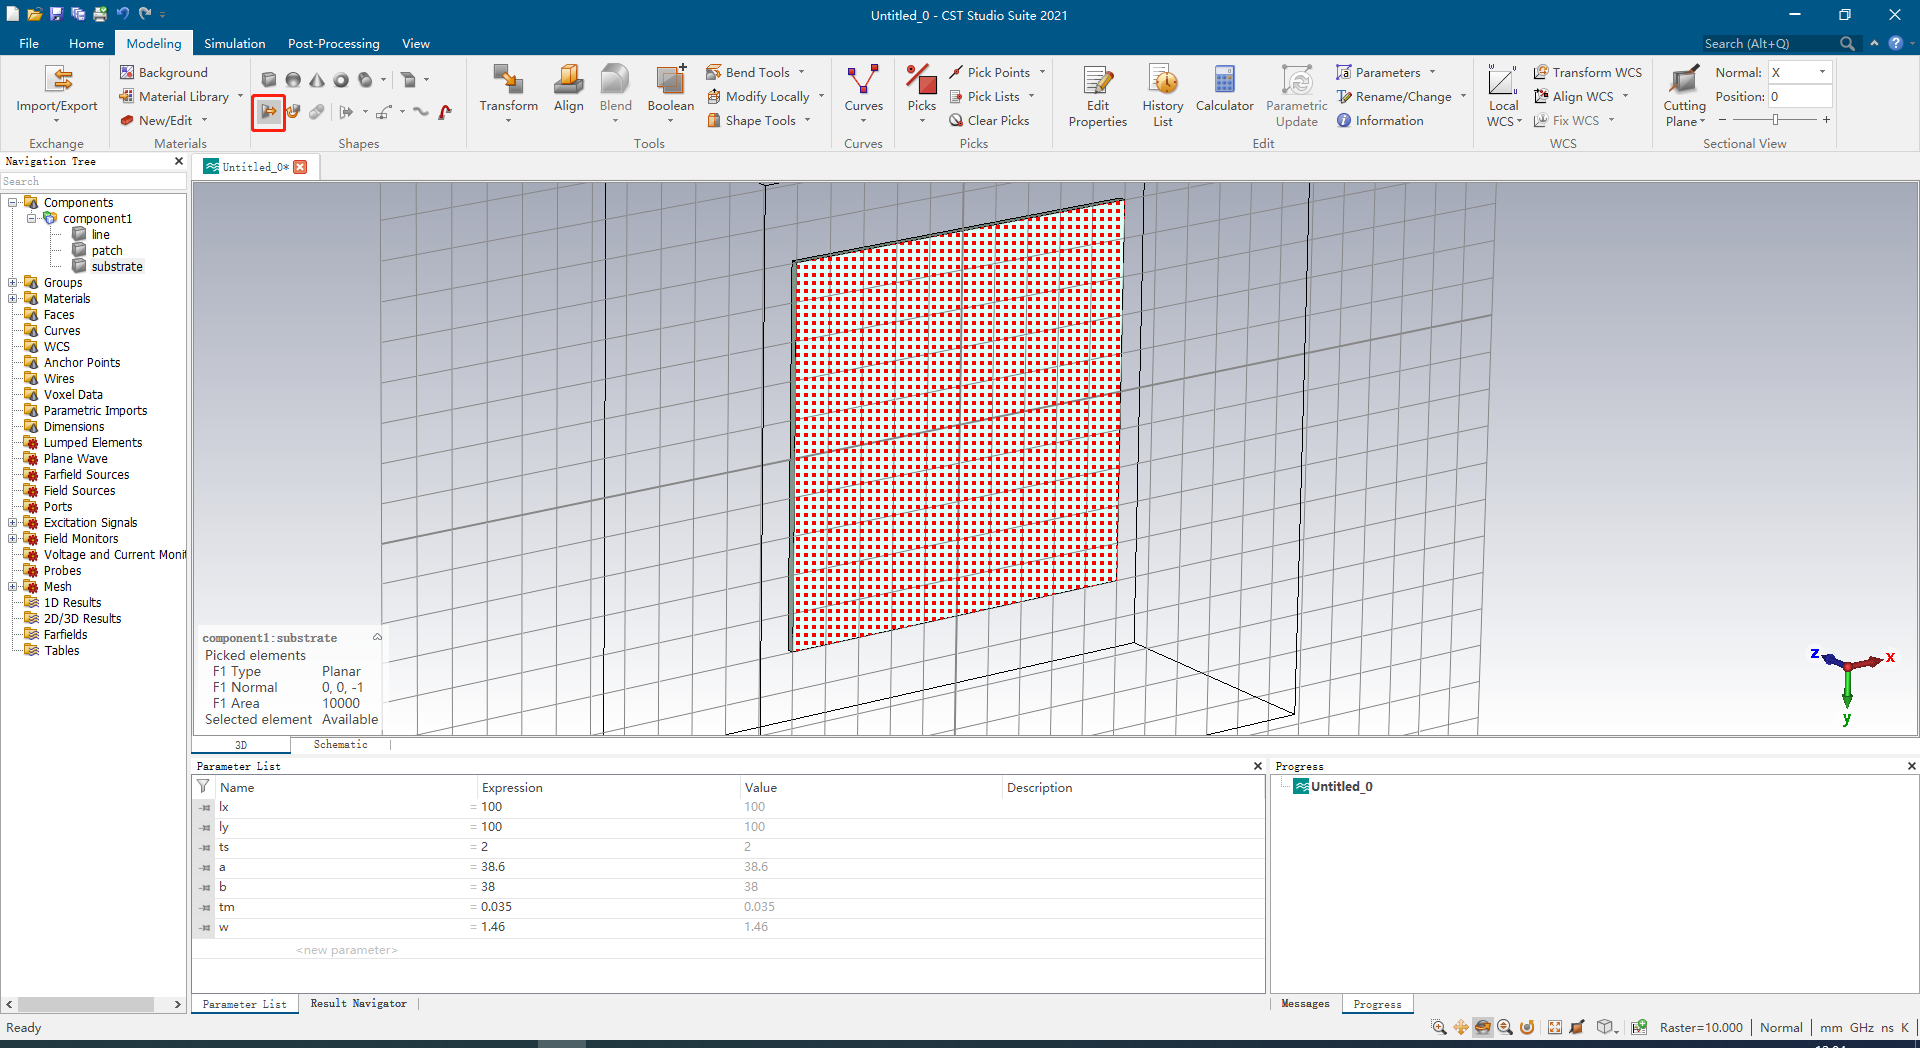 Untitled_0 - CST Studio Suite 2021
File Home Modeling Simulation Post-Processing View Search (Alt+Q)
Import/Export
Exchange
Background
Material Library
New/Edit
Materials
Shapes
Transform
Align
Blend
Boolean
Bend Tools
Modify Locally
Shape Tools
Tools
Curves
Curves
Picks
Pick Points
Pick Lists
Clear Picks
Picks
Edit
Properties
History
List
Calculator
Parametric
Update
Parameters
Rename/Change
Information
Edit
Local
WCS
Transform WCS
Align WCS
Fix WCS
WCS
Cutting
Plane
Normal: X
Position: 0
Sectional View
Navigation Tree
Search
Components
component1
line
patch
substrate
Groups
Materials
Faces
Curves
WCS
Anchor Points
Wires
Voxel Data
Parametric Imports
Dimensions
Lumped Elements
Plane Wave
Farfield Sources
Field Sources
Ports
Excitation Signals
Field Monitors
Voltage and Current Monit
Probes
Mesh
1D Results
2D/3D Results
Farfields
Tables
Untitled_0*
component1:substrate
Picked elements
F1 Type Planar
F1 Normal 0, 0, -1
F1 Area 10000
Selected element Available
z x
y
3D Schematic
Parameter List
Name Expression Value Description
lx = 100 100
ly = 100 100
ts = 2 2
a = 38.6 38.6
b = 38 38
tm = 0.035 0.035
w = 1.46 1.46
<new parameter>
Parameter List Result Navigator
Progress
Untitled_0
Messages Progress
Ready
Raster=10.000 Normal mm GHz ns K